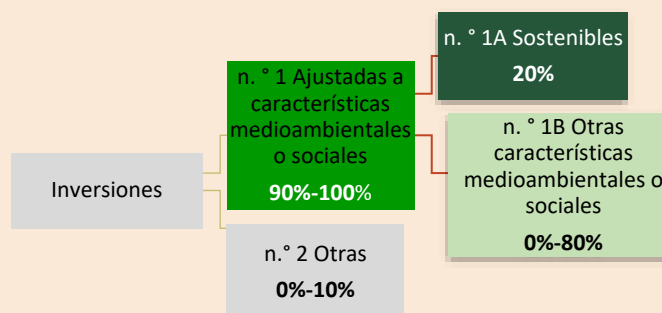 Inversiones
n. ° 1 Ajustadas a
características
medioambientales
o sociales
90%-100%
n.° 2 Otras
0%-10%
n. ° 1A Sostenibles
20%
n. ° 1B Otras
características
medioambientales o
sociales
0%-80%